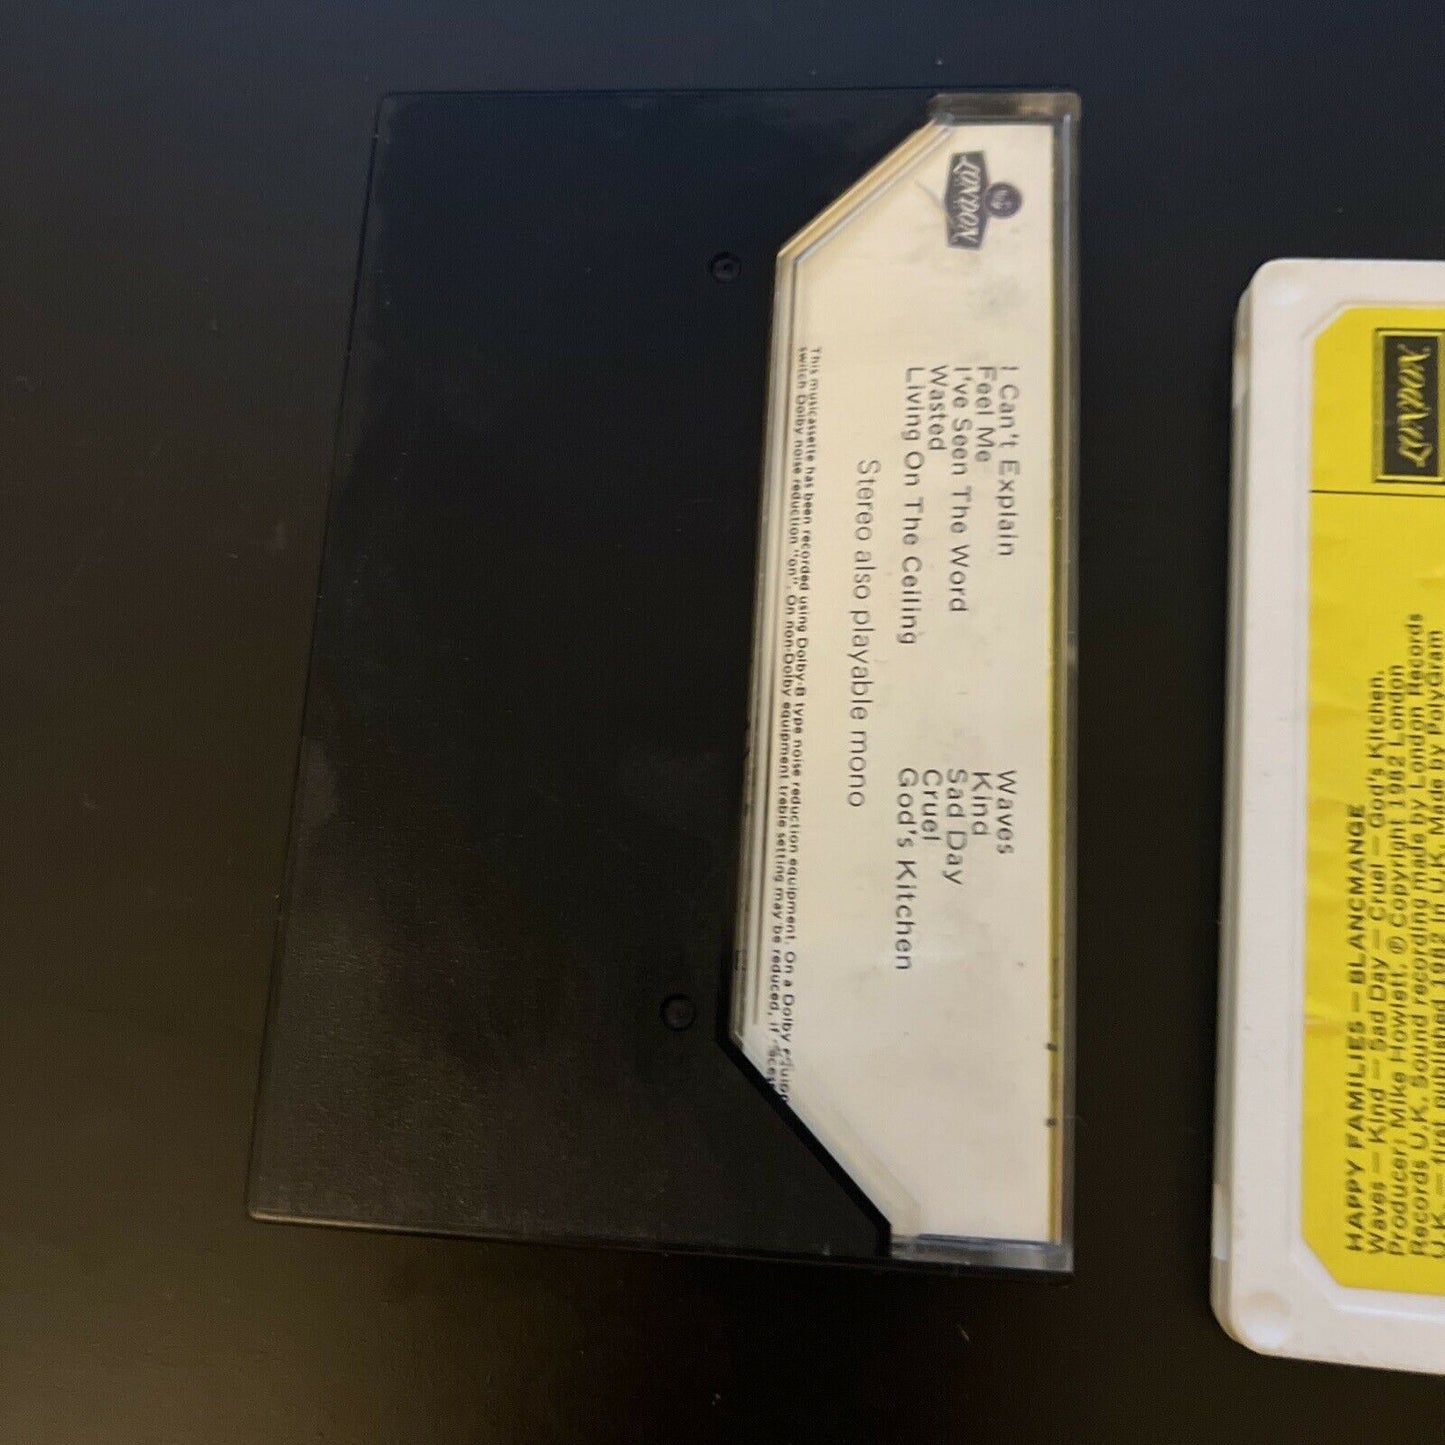 LONDON
I Can't Explain
Feel Me
I've Seen The Word
Wasted
Living On The Ceiling
Waves
Kind
Sad Day
Cruel
God's Kitchen
Stereo also playable mono
This musicassette has been recorded using Dolby-B type noise reduction equipment. On a Dolby
switch Dolby noise reduction "on". On non-Dolby equipment treble setting may be reduced, if
LONDON
HAPPY FAMILIES – BLANCMANGE
Waves – Kind – Sad Day – Cruel – God's Kitchen.
Producer: Mike Howlett. ℗ Copyright 1982 London
Records U.K. Sound recording made by London Records
U.K. – first published 1982 in U.K. Made by PolyGram